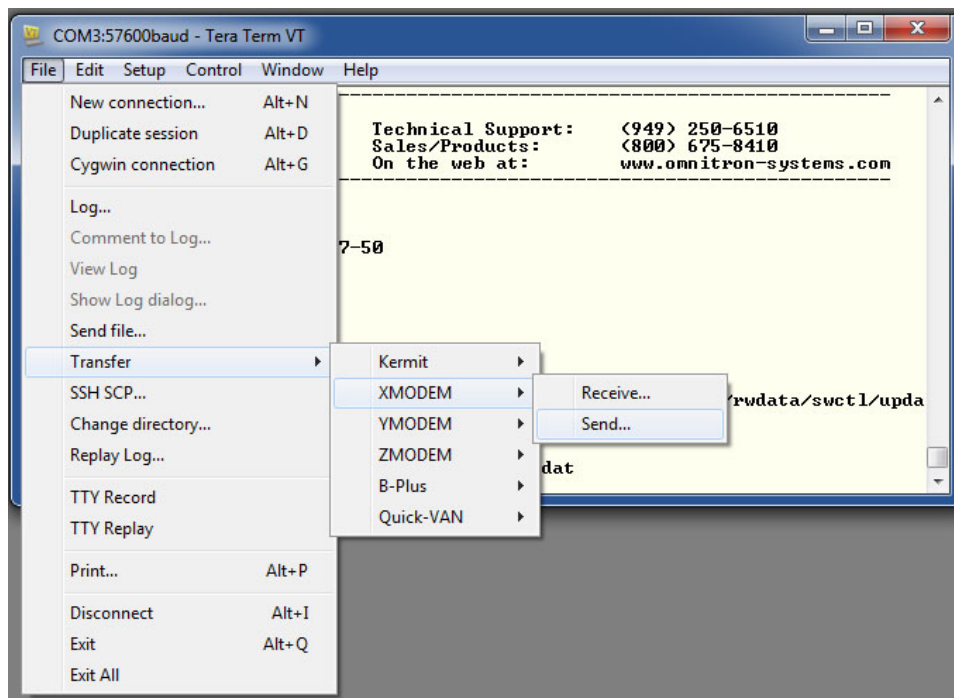 COM3:57600baud - Tera Term VT
File Edit Setup Control Window Help
New connection... Alt+N
Duplicate session Alt+D
Cygwin connection Alt+G
Log...
Comment to Log...
View Log
Show Log dialog...
Send file...
Transfer
SSH SCP...
Change directory...
Replay Log...
TTY Record
TTY Replay
Print... Alt+P
Disconnect Alt+I
Exit Alt+Q
Exit All
Kermit
XMODEM
YMODEM
ZMODEM
B-Plus
Quick-VAN
Receive...
Send...
Technical Support: (949) 250-6510
Sales/Products: (800) 675-8410
On the web at: www.omnitron-systems.com
7-50
/rwdata/swctl/upda
dat